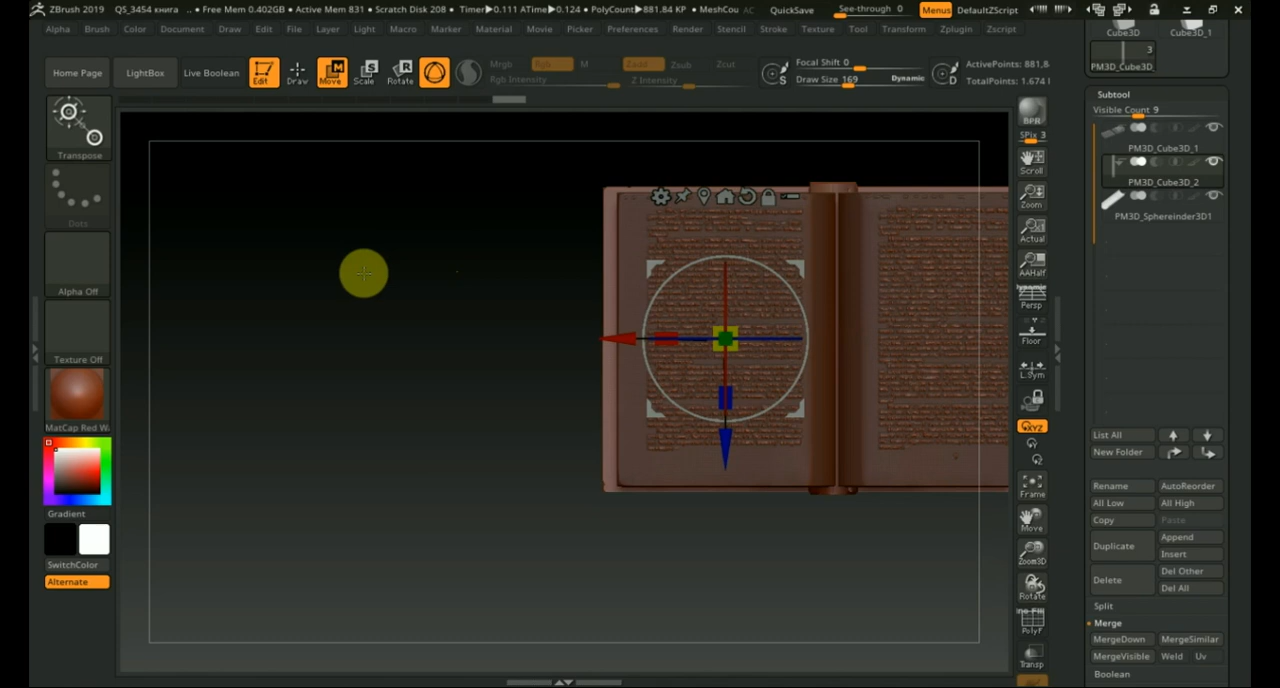 ZBrush 2019 QS_3454 книга .. • Free Mem 0.402GB • Active Mem 831 • Scratch Disk 208 • Timer▶0.111 ATime▶0.124 • PolyCount▶881.84 KP • MeshCou AC QuickSave See-through 0 Menus DefaultZScript
Alpha Brush Color Document Draw Edit File Layer Light Macro Marker Material Movie Picker Preferences Render Stencil Stroke Texture Tool Transform Zplugin Zscript
Cube3D Cube3D_1
3
PM3D_Cube3D_
Home Page LightBox Live Boolean Edit Draw Move Scale Rotate
Mrgb Rgb M Zadd Zsub Zcut
Rgb Intensity Z Intensity
S Focal Shift 0
Draw Size 169 Dynamic D
ActivePoints: 881,8
TotalPoints: 1.674
Transpose
Dots
Alpha Off
Texture Off
MatCap Red W
Gradient
SwitchColor
Alternate
BPR
SPix 3
Scroll
Zoom
Actual
AAHalf
Persp
Floor
L.Sym
XYZ
Frame
Move
Zoom3D
Rotate
PolyF
Transp
Subtool
Visible Count 9
PM3D_Cube3D_1
PM3D_Cube3D_2
PM3D_Sphereinder3D1
List All
New Folder
Rename AutoReorder
All Low All High
Copy Paste
Duplicate Append
Insert
Delete Del Other
Del All
Split
Merge
MergeDown MergeSimilar
MergeVisible Weld Uv
Boolean